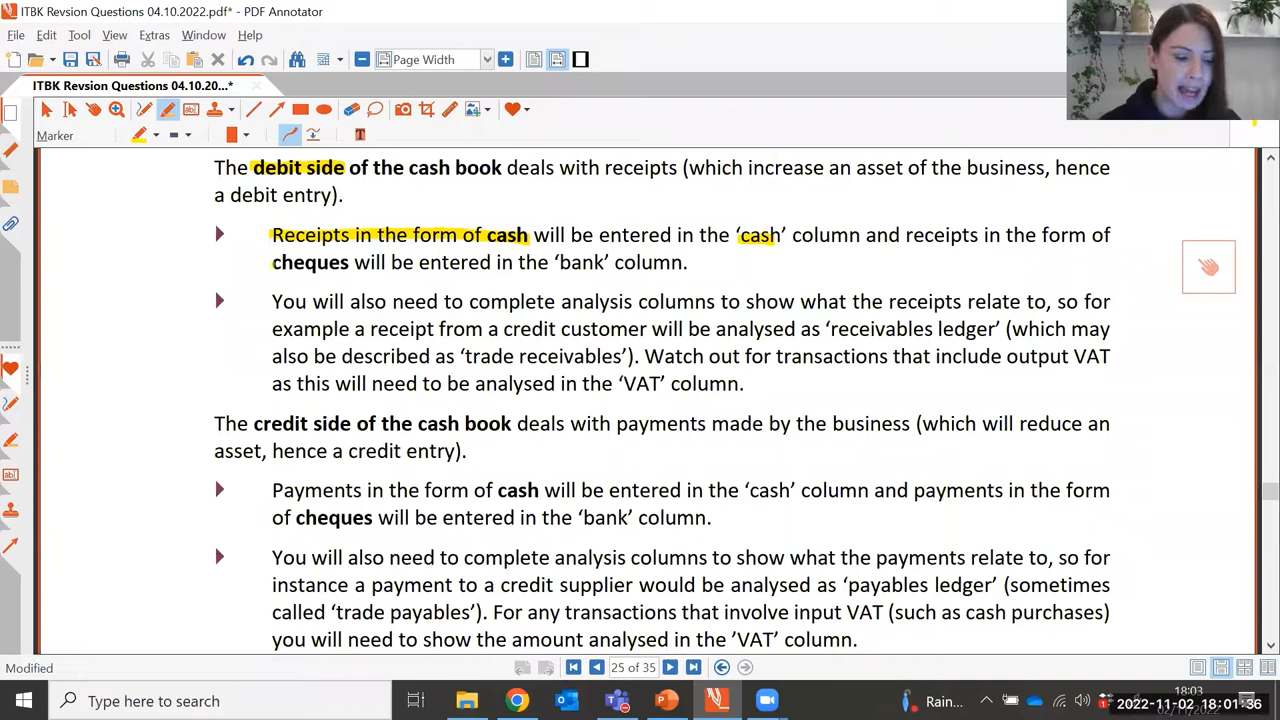 ITBK Revsion Questions 04.10.2022.pdf* - PDF Annotator
File Edit Tool View Extras Window Help
Page Width
ITBK Revsion Questions 04.10.20...*
Marker
The debit side of the cash book deals with receipts (which increase an asset of the business, hence
a debit entry).
Receipts in the form of cash will be entered in the ‘cash’ column and receipts in the form of
cheques will be entered in the ‘bank’ column.
You will also need to complete analysis columns to show what the receipts relate to, so for
example a receipt from a credit customer will be analysed as ‘receivables ledger’ (which may
also be described as ‘trade receivables’). Watch out for transactions that include output VAT
as this will need to be analysed in the ‘VAT’ column.
The credit side of the cash book deals with payments made by the business (which will reduce an
asset, hence a credit entry).
Payments in the form of cash will be entered in the ‘cash’ column and payments in the form
of cheques will be entered in the ‘bank’ column.
You will also need to complete analysis columns to show what the payments relate to, so for
instance a payment to a credit supplier would be analysed as ‘payables ledger’ (sometimes
called ‘trade payables’). For any transactions that involve input VAT (such as cash purchases)
you will need to show the amount analysed in the ’VAT’ column.
Modified
25 of 35
Type here to search
Rain...
18:03
2022-11-02 18:01:36